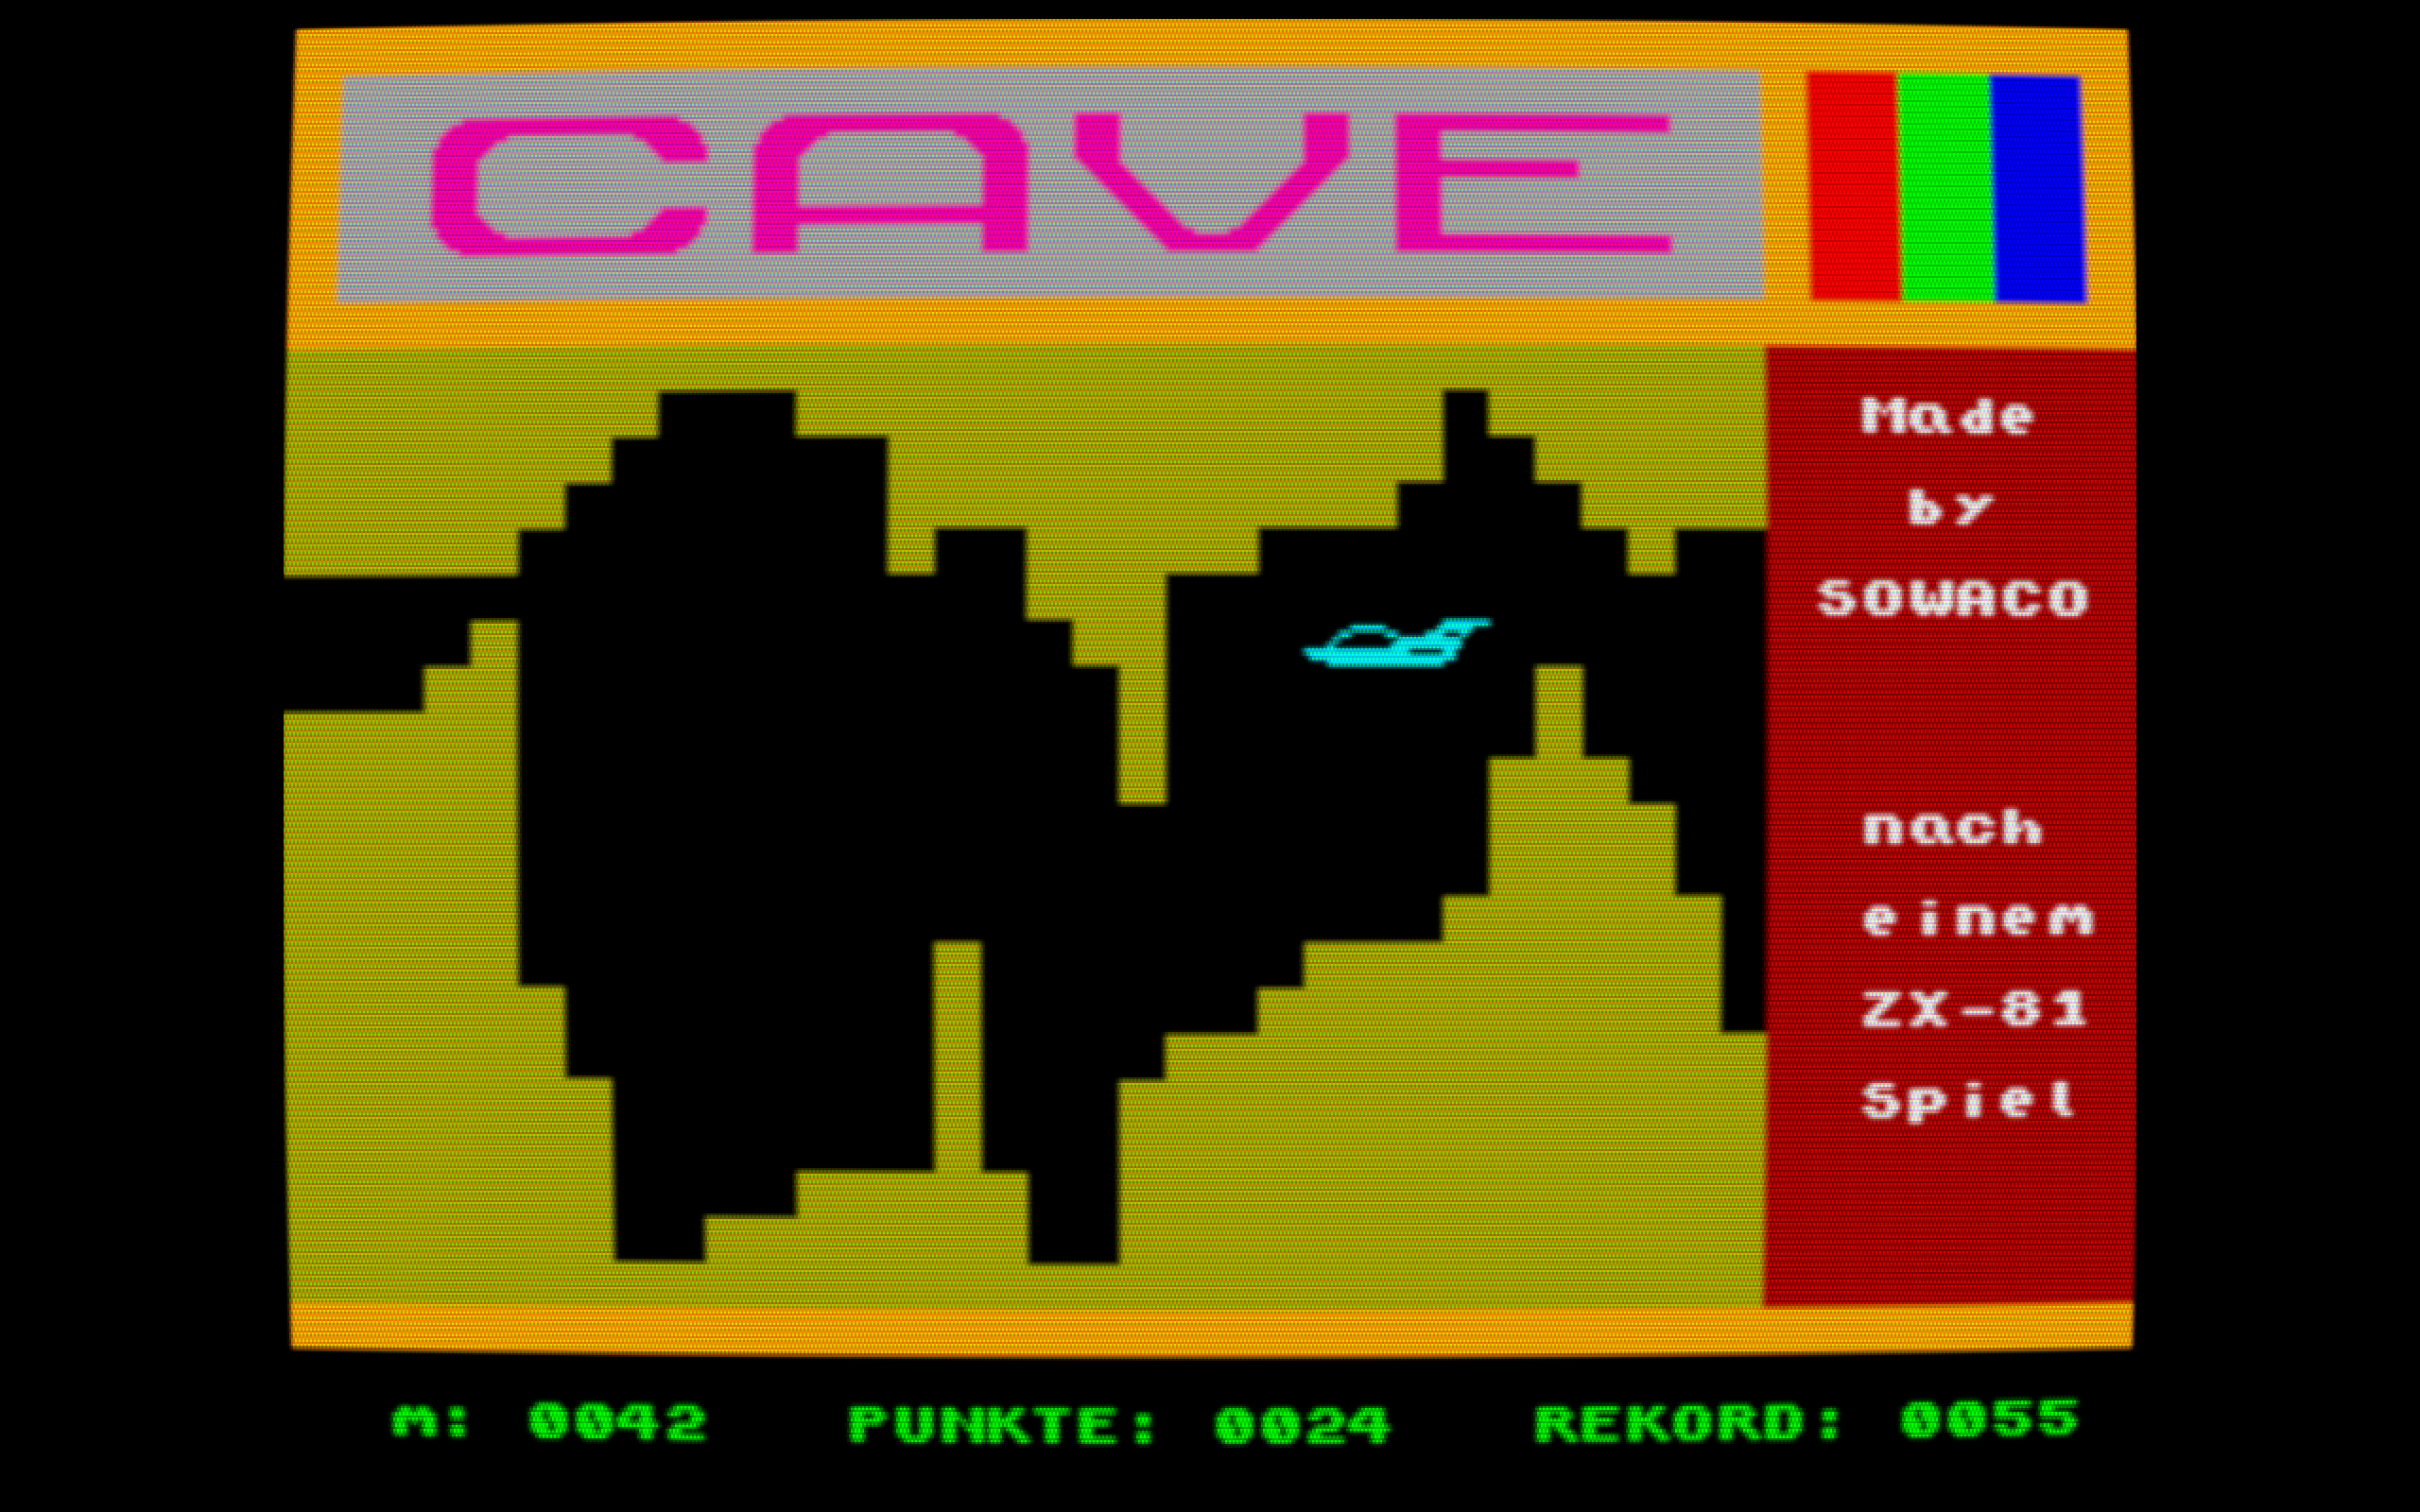 CAVE
Made
by
SOWACO
nach
einem
ZX-81
Spiel
M: 0042 PUNKTE: 0024 REKORD: 0055